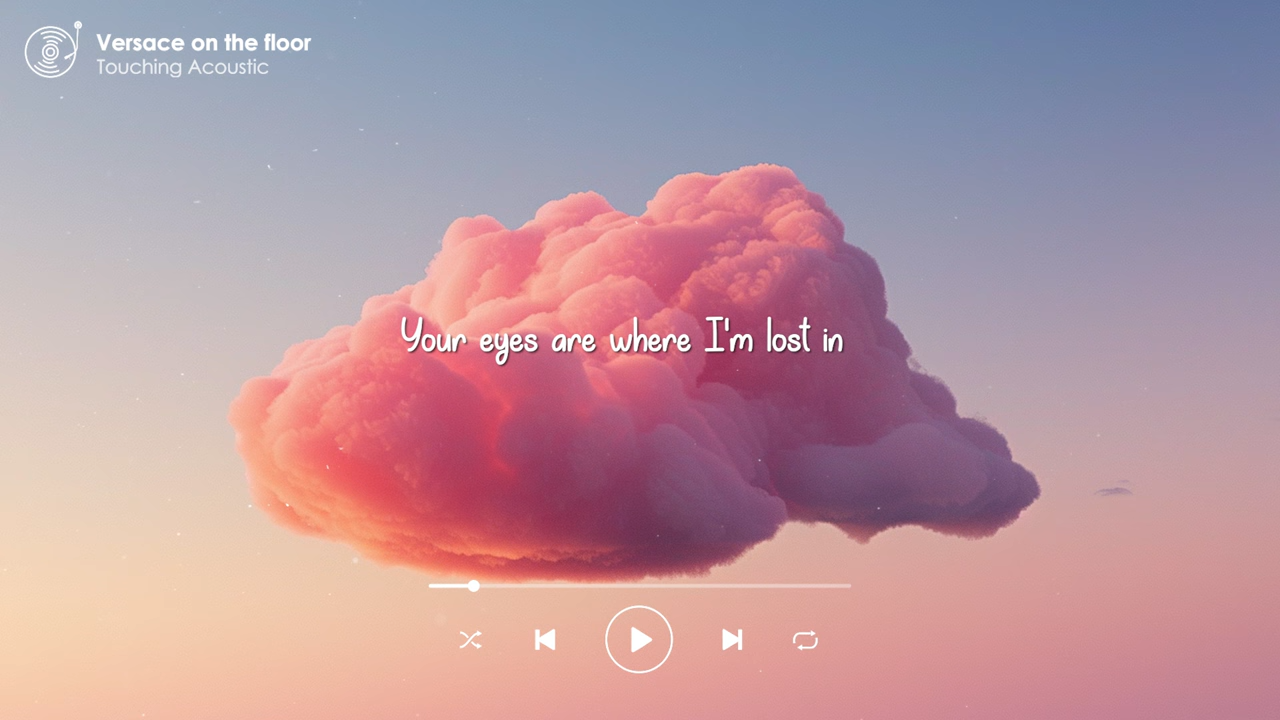 Versace on the floor
Touching Acoustic
Your eyes are where I'm lost in